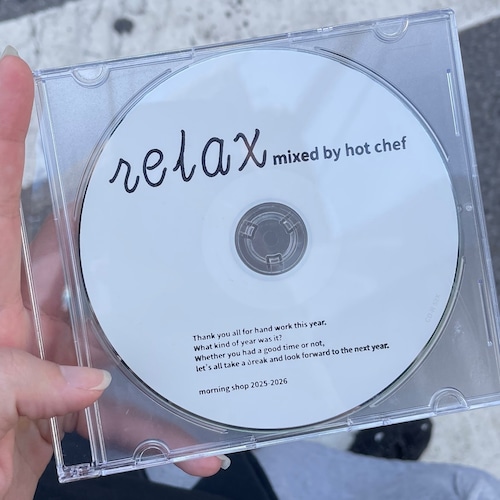 relax mixed by hot chef
Thank you all for hand work this year.
What kind of year was it?
Whether you had a good time or not,
let's all take a break and look forward to the next year.
morning shop 2025-2026